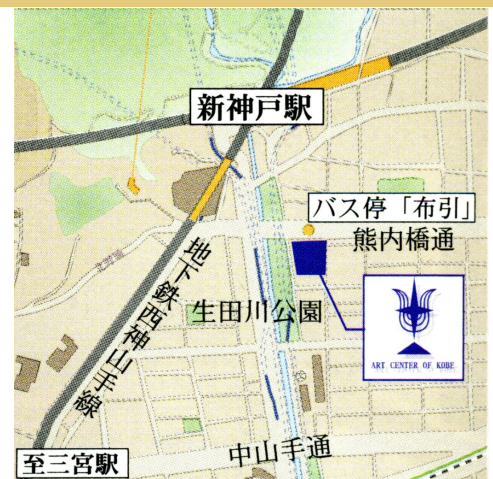 新神戸駅
バス停「布引」
熊内橋通
地下鉄西神山手線
生田川公園
ART CENTER OF KOBE
中山手通
至三宮駅